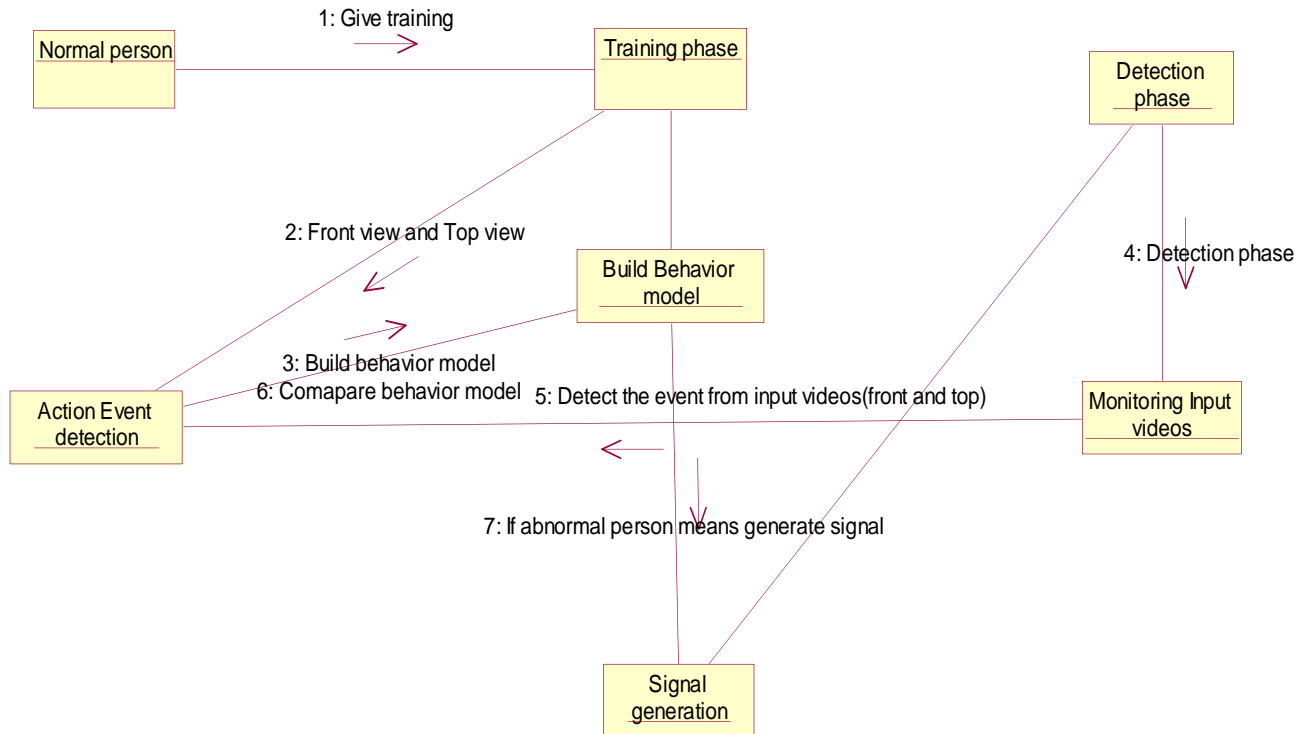 1: Give training
Normal person
Training phase
Detection
phase
2: Front view and Top view
4: Detection phase
Build Behavior
model
3: Build behavior model
6: Comapare behavior model
5: Detect the event from input videos(front and top)
Action Event
detection
Monitoring Input
videos
7: If abnormal person means generate signal
Signal
generation